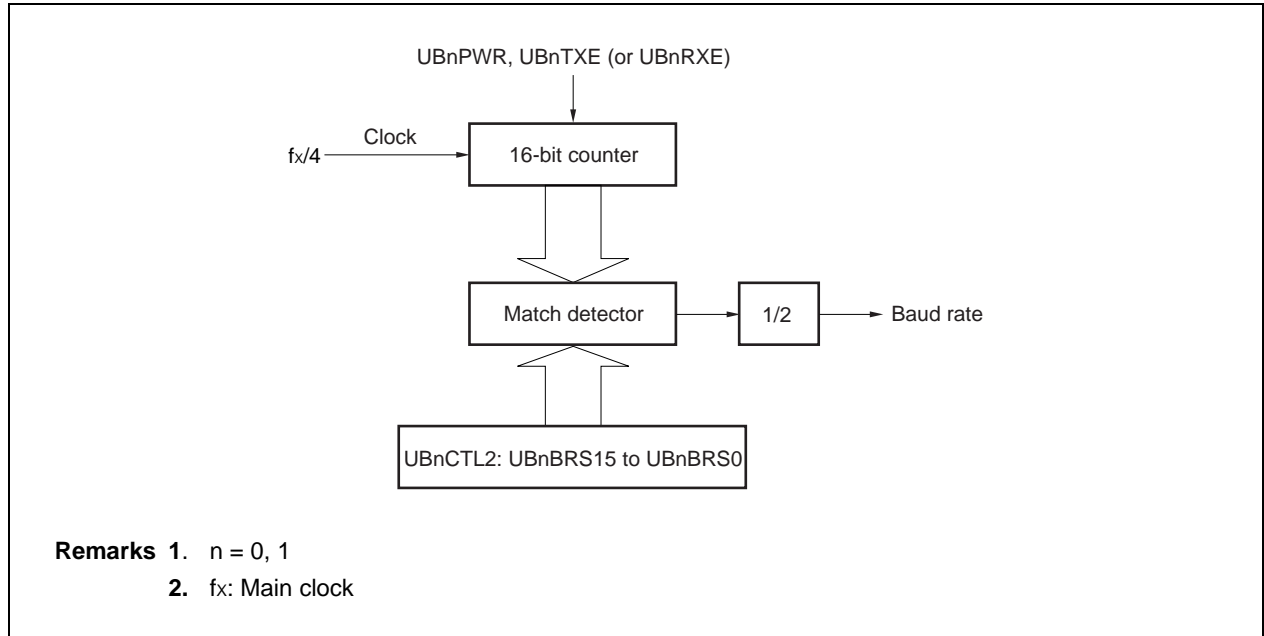 UBnPWR, UBnTXE (or UBnRXE)
Clock
fx/4
16-bit counter
Match detector
1/2
Baud rate
UBnCTL2: UBnBRS15 to UBnBRS0
Remarks 1. n = 0, 1
2. fx: Main clock